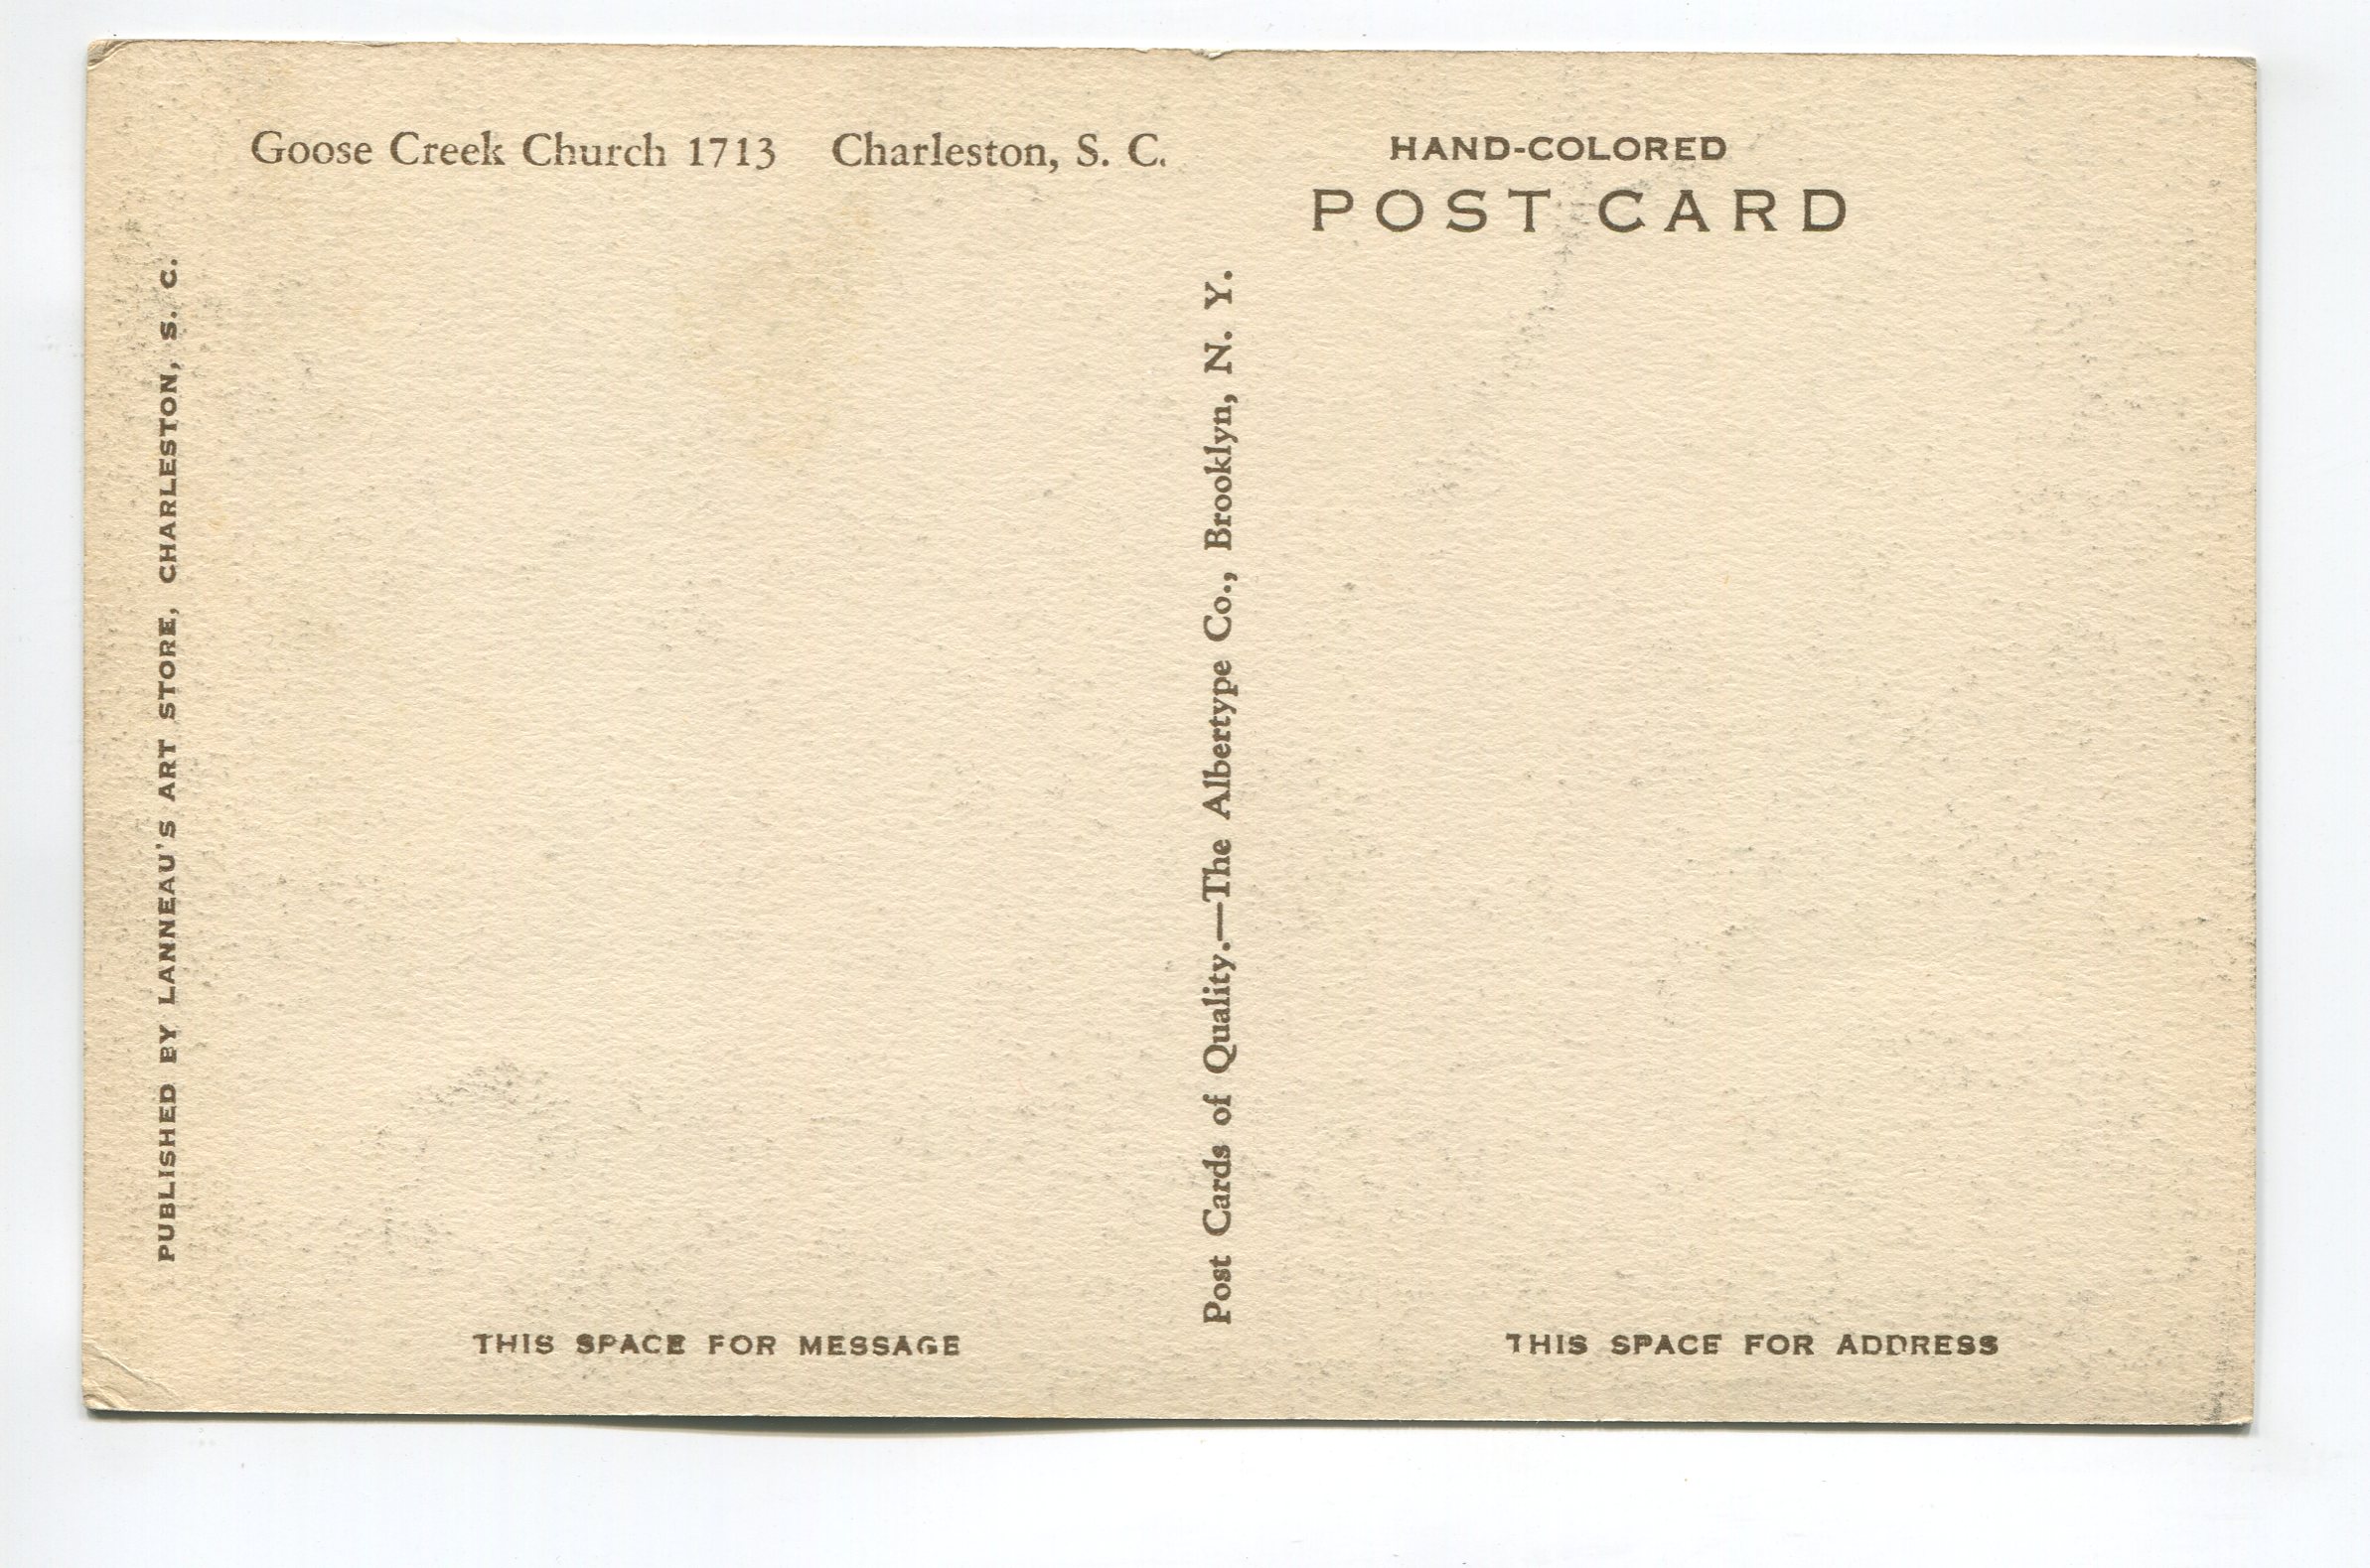 Goose Creek Church 1713 Charleston, S. C.
HAND-COLORED
POST CARD
PUBLISHED BY LANNEAU'S ART STORE, CHARLESTON, S. C.
Post Cards of Quality.—The Albertype Co., Brooklyn, N. Y.
THIS SPACE FOR MESSAGE
THIS SPACE FOR ADDRESS